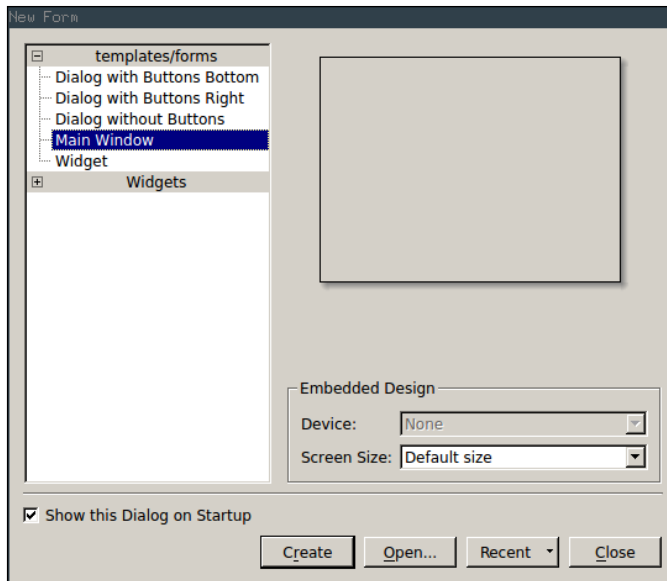 New Form
templates/forms
Dialog with Buttons Bottom
Dialog with Buttons Right
Dialog without Buttons
Main Window
Widget
Widgets
Embedded Design
Device: None
Screen Size: Default size
Show this Dialog on Startup
Create Open... Recent Close